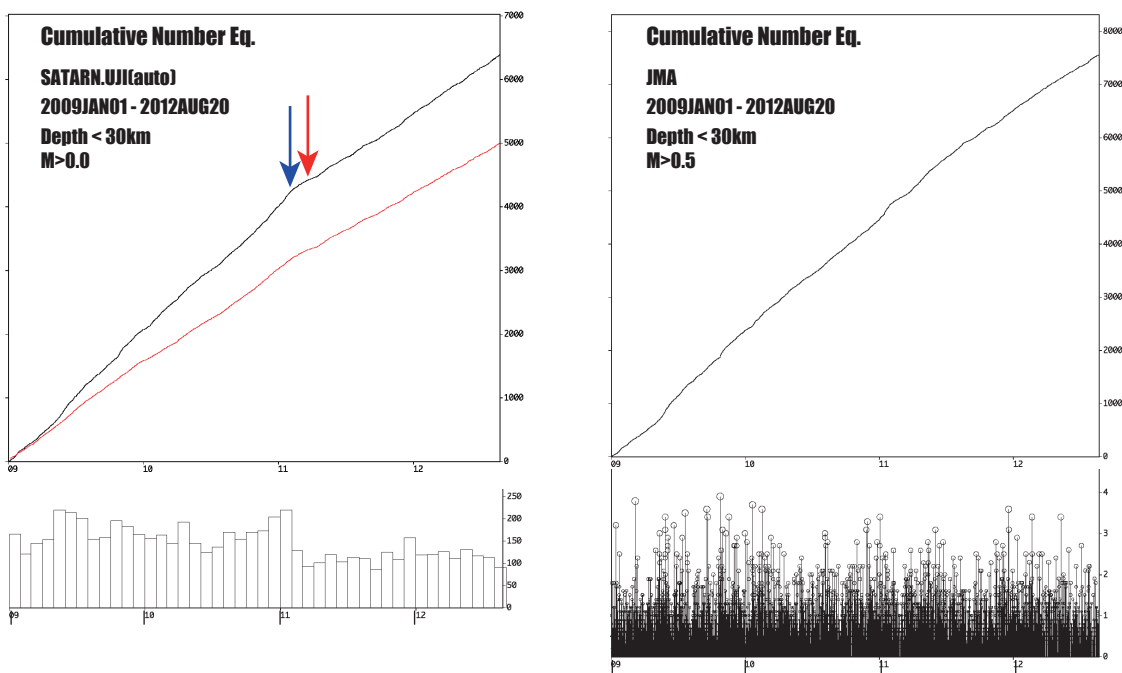 Cumulative Number Eq.
SATARN.UJI(auto)
2009JAN01 - 2012AUG20
Depth < 30km
M>0.0
7000
6000
5000
4000
3000
2000
1000
0
09 10 11 12
250
200
150
100
50
0
09 10 11 12
Cumulative Number Eq.
JMA
2009JAN01 - 2012AUG20
Depth < 30km
M>0.5
8000
7000
6000
5000
4000
3000
2000
1000
0
09 10 11 12
4
3
2
1
0
09 10 11 12